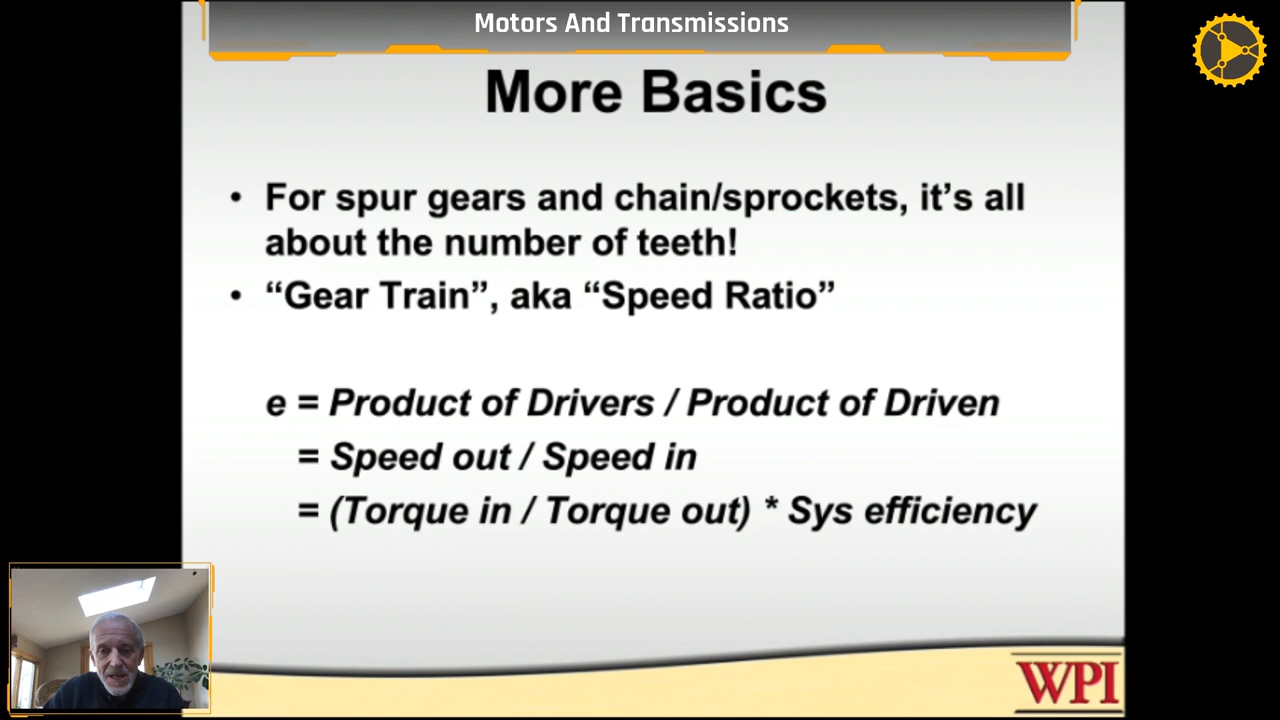 Motors And Transmissions
More Basics
• For spur gears and chain/sprockets, it's all
about the number of teeth!
• “Gear Train”, aka “Speed Ratio”
e = Product of Drivers / Product of Driven
= Speed out / Speed in
= (Torque in / Torque out) * Sys efficiency
WPI